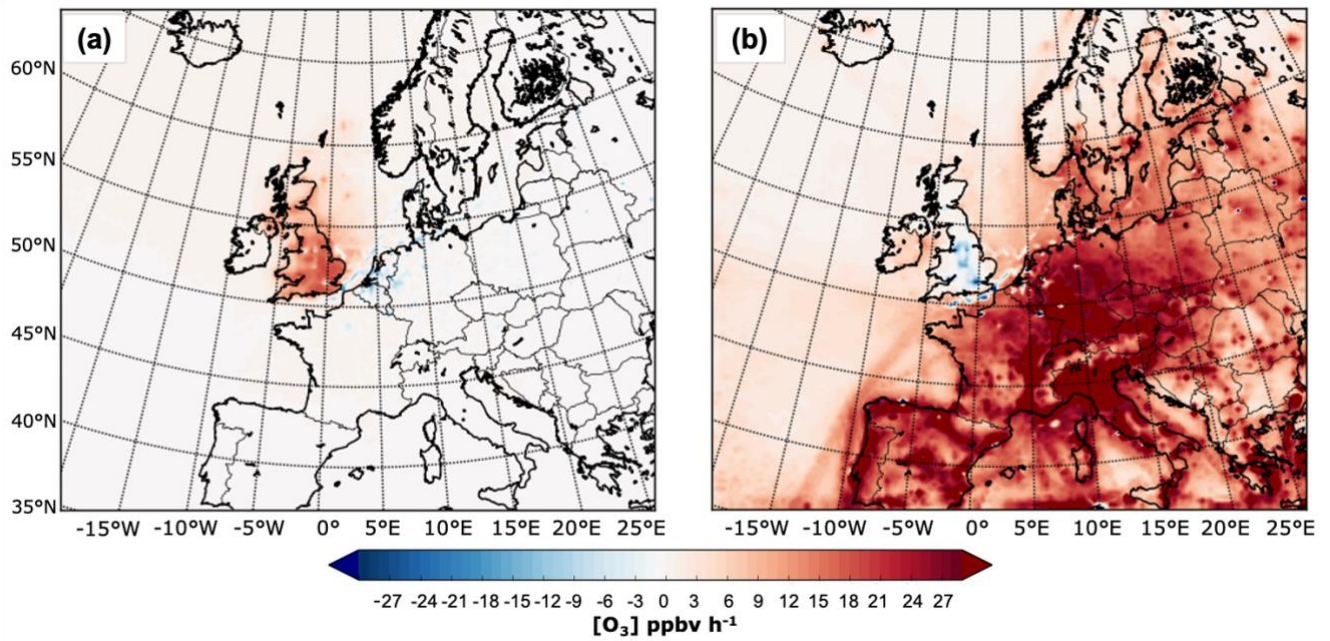 (a) (b)
60°N
55°N
50°N
45°N
40°N
35°N
-15°W -10°W -5°W 0° 5°E 10°E 15°E 20°E 25°E -15°W -10°W -5°W 0° 5°E 10°E 15°E 20°E 25°E
-27 -24 -21 -18 -15 -12 -9 -6 -3 0 3 6 9 12 15 18 21 24 27
[O₃] ppbv h⁻¹